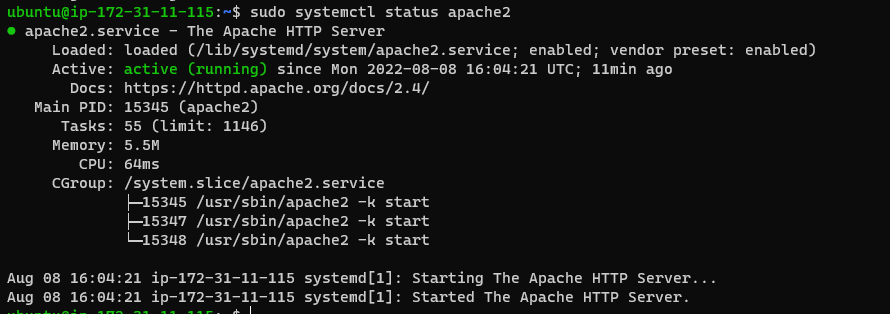 ubuntu@ip-172-31-11-115:~$ sudo systemctl status apache2
● apache2.service - The Apache HTTP Server
     Loaded: loaded (/lib/systemd/system/apache2.service; enabled; vendor preset: enabled)
     Active: active (running) since Mon 2022-08-08 16:04:21 UTC; 11min ago
       Docs: https://httpd.apache.org/docs/2.4/
   Main PID: 15345 (apache2)
      Tasks: 55 (limit: 1146)
     Memory: 5.5M
        CPU: 64ms
     CGroup: /system.slice/apache2.service
             ├─15345 /usr/sbin/apache2 -k start
             ├─15347 /usr/sbin/apache2 -k start
             └─15348 /usr/sbin/apache2 -k start

Aug 08 16:04:21 ip-172-31-11-115 systemd[1]: Starting The Apache HTTP Server...
Aug 08 16:04:21 ip-172-31-11-115 systemd[1]: Started The Apache HTTP Server.
ubuntu@ip-172-31-11-115:~$